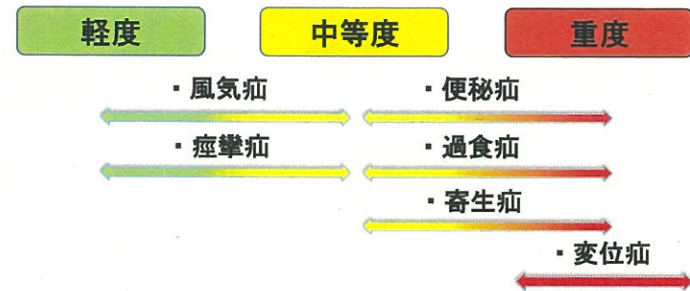 軽度 中等度 重度
・風気疝 ・便秘疝
・痙攣疝 ・過食疝
・寄生疝
・変位疝